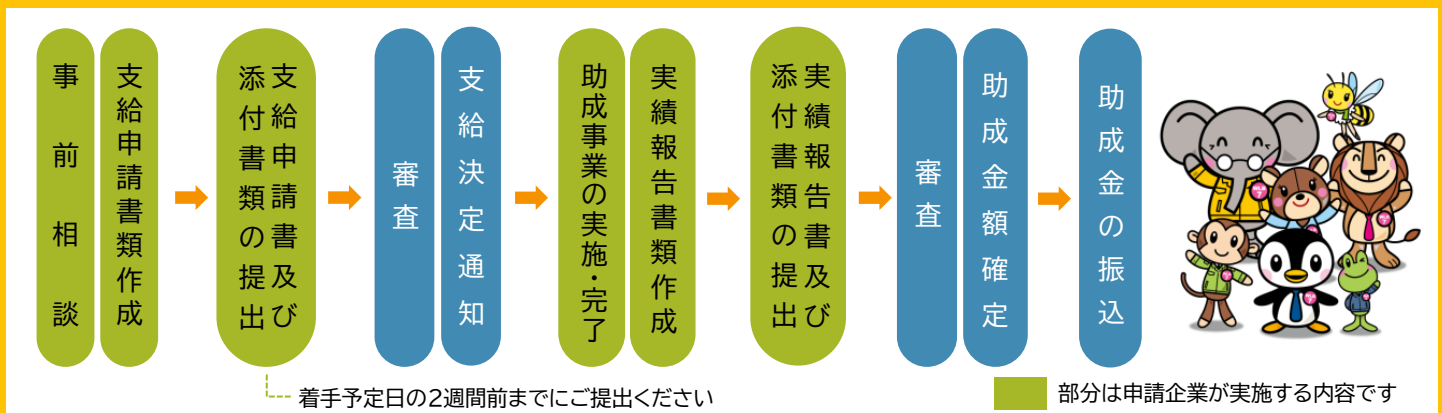 事前相談
支給申請書類作成
支給申請書及び
添付書類の提出
審査
支給決定通知
助成事業の実施・完了
実績報告書類作成
実績報告書及び
添付書類の提出
審査
助成金額確定
助成金の振込
着手予定日の2週間前までにご提出ください
部分は申請企業が実施する内容です